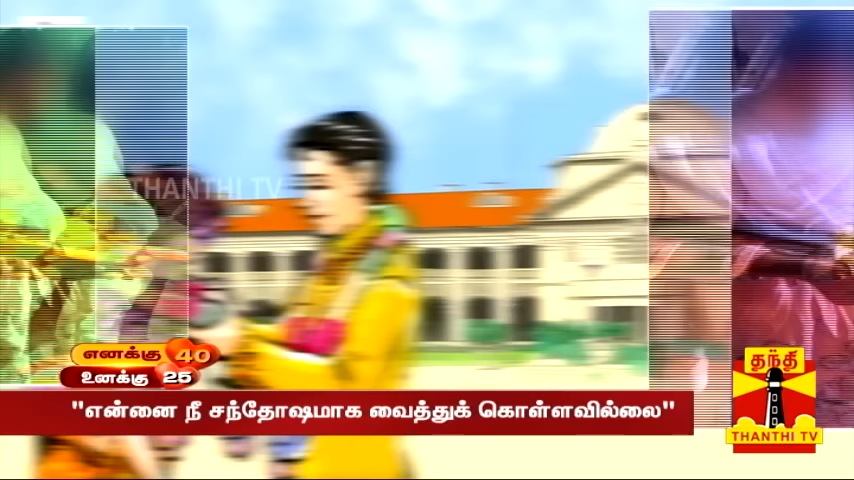 THANTHI TV
எனக்கு 40
உனக்கு 25
"என்னை நீ சந்தோஷமாக வைத்துக் கொள்ளவில்லை"
தந்தி
THANTHI TV